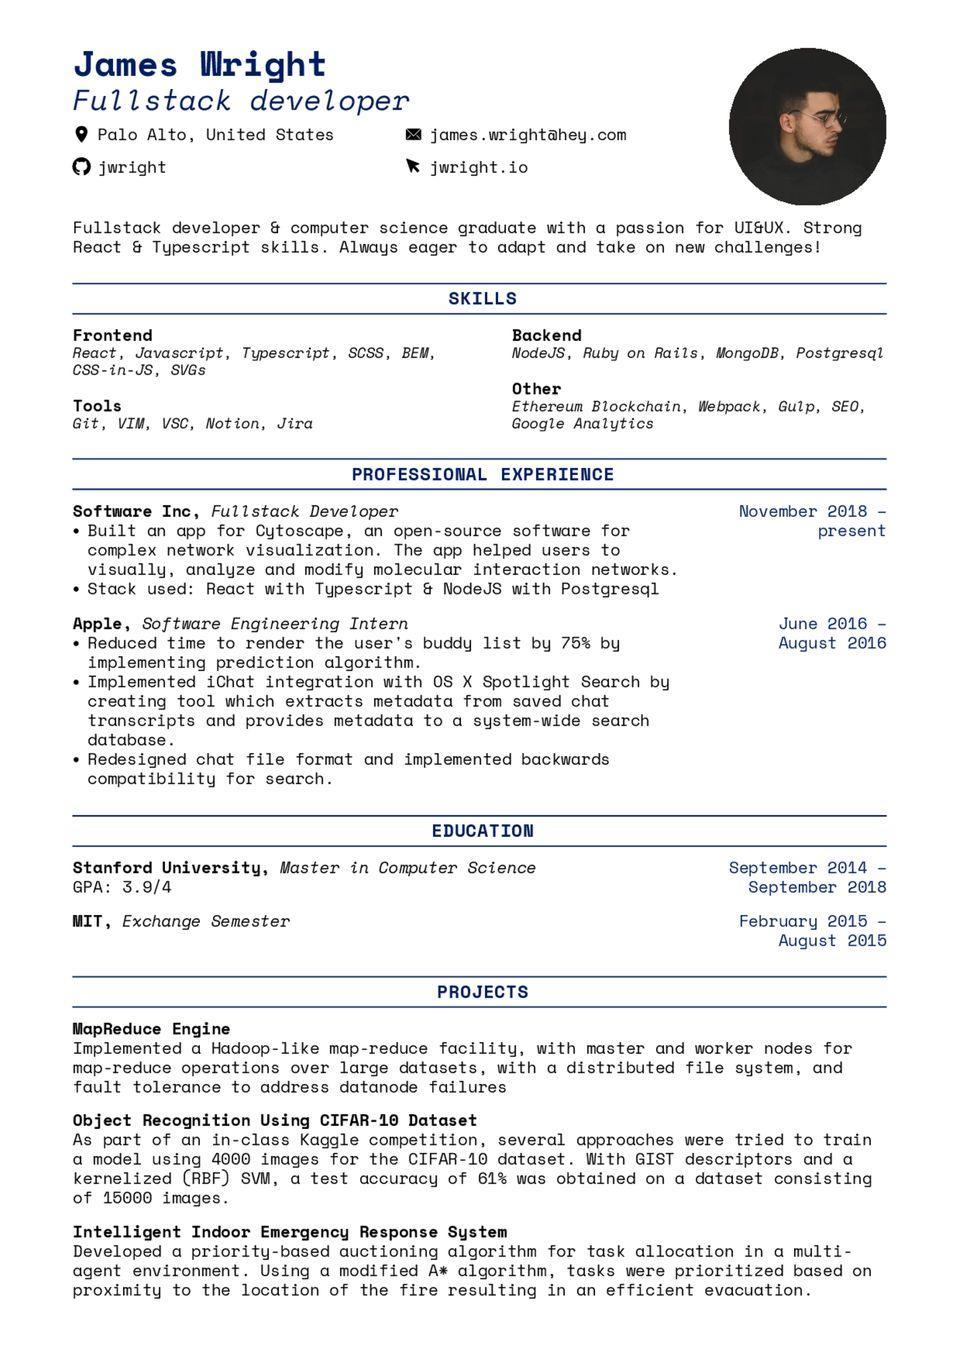 James Wright
Fullstack developer
Palo Alto, United States
james.wright@hey.com
jwright
jwright.io
Fullstack developer & computer science graduate with a passion for UI&UX. Strong
React & Typescript skills. Always eager to adapt and take on new challenges!
SKILLS
Frontend
React, Javascript, Typescript, SCSS, BEM,
CSS-in-JS, SVGs
Tools
Git, VIM, VSC, Notion, Jira
Backend
NodeJS, Ruby on Rails, MongoDB, Postgresql
Other
Ethereum Blockchain, Webpack, Gulp, SEO,
Google Analytics
PROFESSIONAL EXPERIENCE
Software Inc, Fullstack Developer
November 2018 –
present
• Built an app for Cytoscape, an open-source software for
complex network visualization. The app helped users to
visually, analyze and modify molecular interaction networks.
• Stack used: React with Typescript & NodeJS with Postgresql
Apple, Software Engineering Intern
June 2016 –
August 2016
• Reduced time to render the user's buddy list by 75% by
implementing prediction algorithm.
• Implemented iChat integration with OS X Spotlight Search by
creating tool which extracts metadata from saved chat
transcripts and provides metadata to a system-wide search
database.
• Redesigned chat file format and implemented backwards
compatibility for search.
EDUCATION
Stanford University, Master in Computer Science
GPA: 3.9/4
September 2014 –
September 2018
MIT, Exchange Semester
February 2015 –
August 2015
PROJECTS
MapReduce Engine
Implemented a Hadoop-like map-reduce facility, with master and worker nodes for
map-reduce operations over large datasets, with a distributed file system, and
fault tolerance to address datanode failures
Object Recognition Using CIFAR-10 Dataset
As part of an in-class Kaggle competition, several approaches were tried to train
a model using 4000 images for the CIFAR-10 dataset. With GIST descriptors and a
kernelized (RBF) SVM, a test accuracy of 61% was obtained on a dataset consisting
of 15000 images.
Intelligent Indoor Emergency Response System
Developed a priority-based auctioning algorithm for task allocation in a multi-
agent environment. Using a modified A* algorithm, tasks were prioritized based on
proximity to the location of the fire resulting in an efficient evacuation.